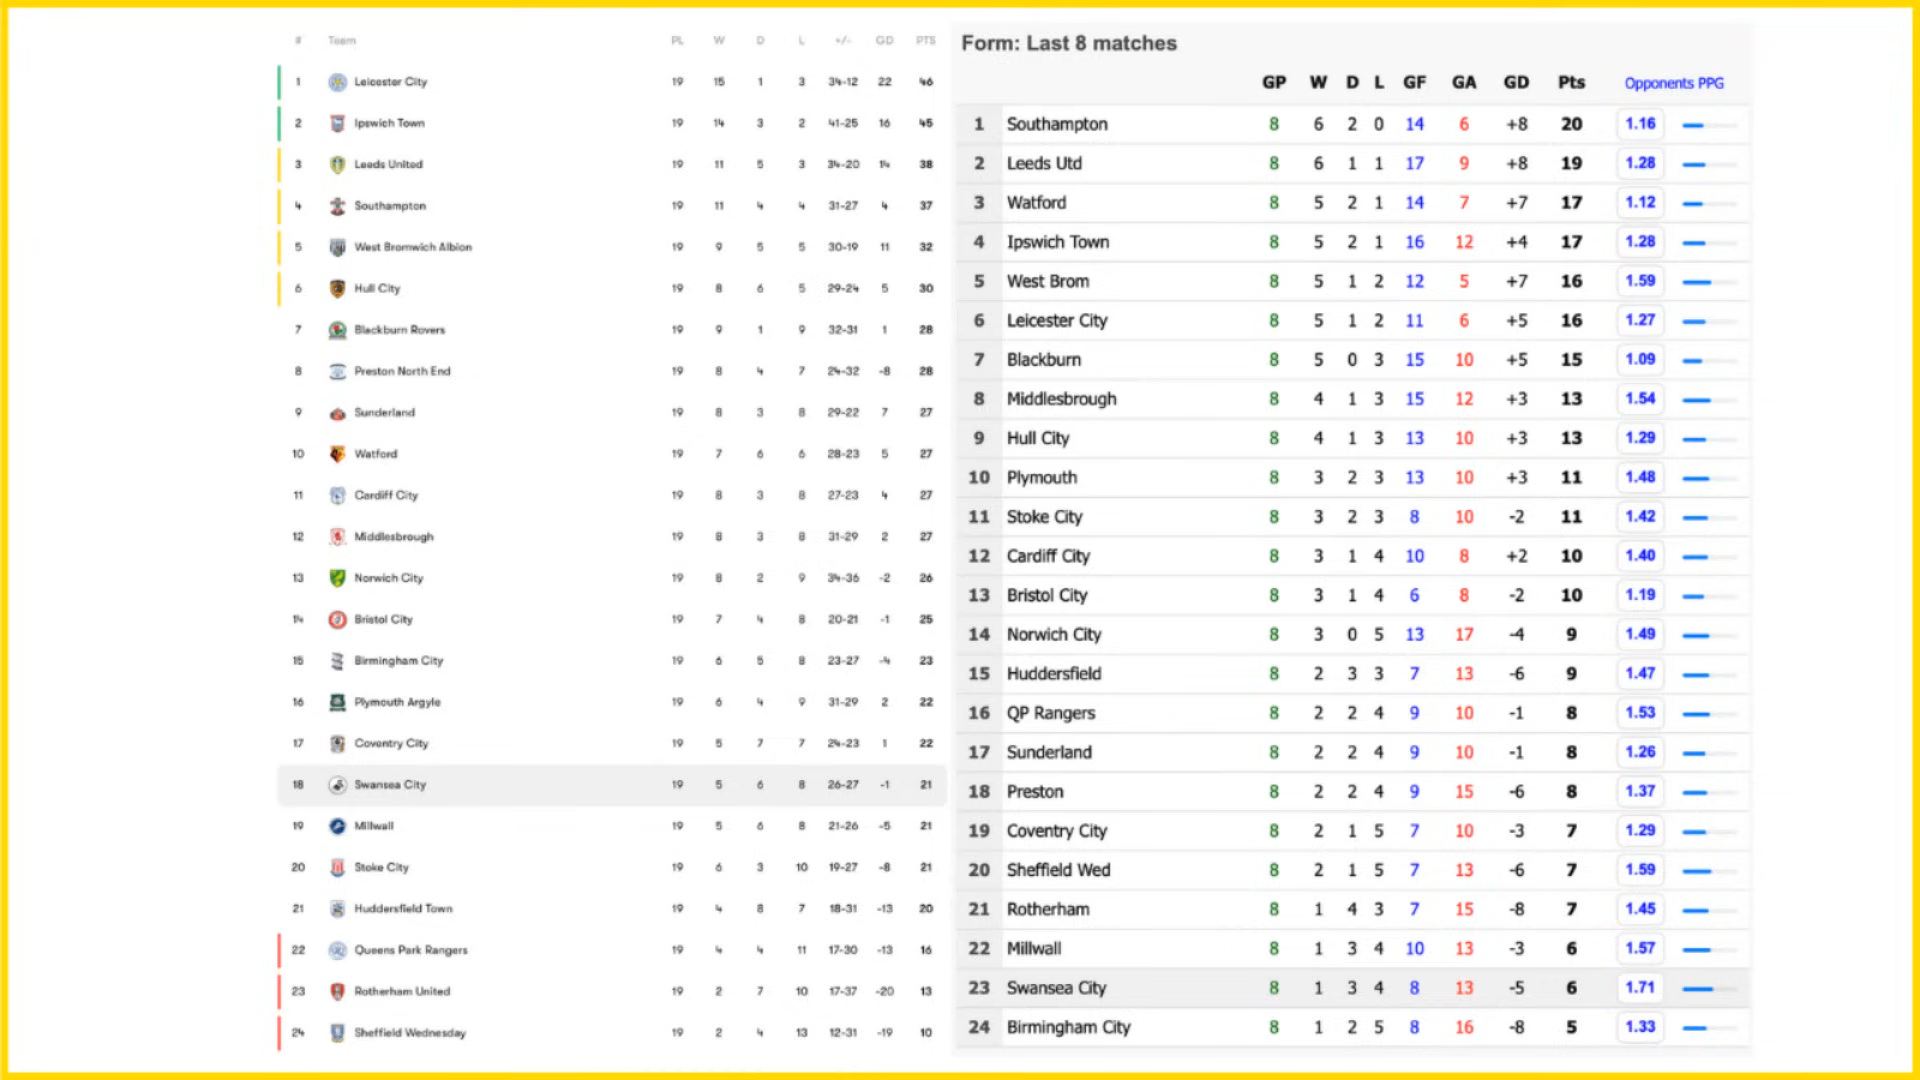 # Team PL W D L +/- GD PTS
1 Leicester City 19 15 1 3 34-12 22 46
2 Ipswich Town 19 14 3 2 41-25 16 45
3 Leeds United 19 11 5 3 34-20 14 38
4 Southampton 19 11 4 4 31-27 4 37
5 West Bromwich Albion 19 9 5 5 30-19 11 32
6 Hull City 19 8 6 5 29-24 5 30
7 Blackburn Rovers 19 9 1 9 32-31 1 28
8 Preston North End 19 8 4 7 24-32 -8 28
9 Sunderland 19 8 3 8 29-22 7 27
10 Watford 19 7 6 6 28-23 5 27
11 Cardiff City 19 8 3 8 27-23 4 27
12 Middlesbrough 19 8 3 8 31-29 2 27
13 Norwich City 19 8 2 9 34-36 -2 26
14 Bristol City 19 7 4 8 20-21 -1 25
15 Birmingham City 19 6 5 8 23-27 -4 23
16 Plymouth Argyle 19 6 4 9 31-29 2 22
17 Coventry City 19 5 7 7 24-23 1 22
18 Swansea City 19 5 6 8 26-27 -1 21
19 Millwall 19 5 6 8 21-26 -5 21
20 Stoke City 19 6 3 10 19-27 -8 21
21 Huddersfield Town 19 4 8 7 18-31 -13 20
22 Queens Park Rangers 19 4 4 11 17-30 -13 16
23 Rotherham United 19 2 7 10 17-37 -20 13
24 Sheffield Wednesday 19 2 4 13 12-31 -19 10
Form: Last 8 matches
GP W D L GF GA GD Pts Opponents PPG
1 Southampton 8 6 2 0 14 6 +8 20 1.16
2 Leeds Utd 8 6 1 1 17 9 +8 19 1.28
3 Watford 8 5 2 1 14 7 +7 17 1.12
4 Ipswich Town 8 5 2 1 16 12 +4 17 1.28
5 West Brom 8 5 1 2 12 5 +7 16 1.59
6 Leicester City 8 5 1 2 11 6 +5 16 1.27
7 Blackburn 8 5 0 3 15 10 +5 15 1.09
8 Middlesbrough 8 4 1 3 15 12 +3 13 1.54
9 Hull City 8 4 1 3 13 10 +3 13 1.29
10 Plymouth 8 3 2 3 13 10 +3 11 1.48
11 Stoke City 8 3 2 3 8 10 -2 11 1.42
12 Cardiff City 8 3 1 4 10 8 +2 10 1.40
13 Bristol City 8 3 1 4 6 8 -2 10 1.19
14 Norwich City 8 3 0 5 13 17 -4 9 1.49
15 Huddersfield 8 2 3 3 7 13 -6 9 1.47
16 QP Rangers 8 2 2 4 9 10 -1 8 1.53
17 Sunderland 8 2 2 4 9 10 -1 8 1.26
18 Preston 8 2 2 4 9 15 -6 8 1.37
19 Coventry City 8 2 1 5 7 10 -3 7 1.29
20 Sheffield Wed 8 2 1 5 7 13 -6 7 1.59
21 Rotherham 8 1 4 3 7 15 -8 7 1.45
22 Millwall 8 1 3 4 10 13 -3 6 1.57
23 Swansea City 8 1 3 4 8 13 -5 6 1.71
24 Birmingham City 8 1 2 5 8 16 -8 5 1.33